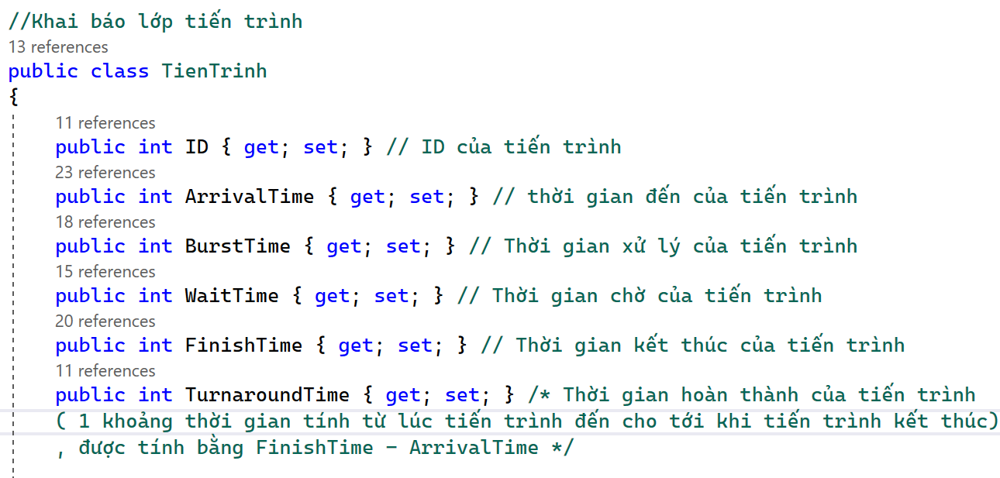 //Khai báo lớp tiến trình
13 references
public class TienTrinh
{
11 references
public int ID { get; set; } // ID của tiến trình
23 references
public int ArrivalTime { get; set; } // thời gian đến của tiến trình
18 references
public int BurstTime { get; set; } // Thời gian xử lý của tiến trình
15 references
public int WaitTime { get; set; } // Thời gian chờ của tiến trình
20 references
public int FinishTime { get; set; } // Thời gian kết thúc của tiến trình
11 references
public int TurnaroundTime { get; set; } /* Thời gian hoàn thành của tiến trình
( 1 khoảng thời gian tính từ lúc tiến trình đến cho tới khi tiến trình kết thúc)
, được tính bằng FinishTime - ArrivalTime */